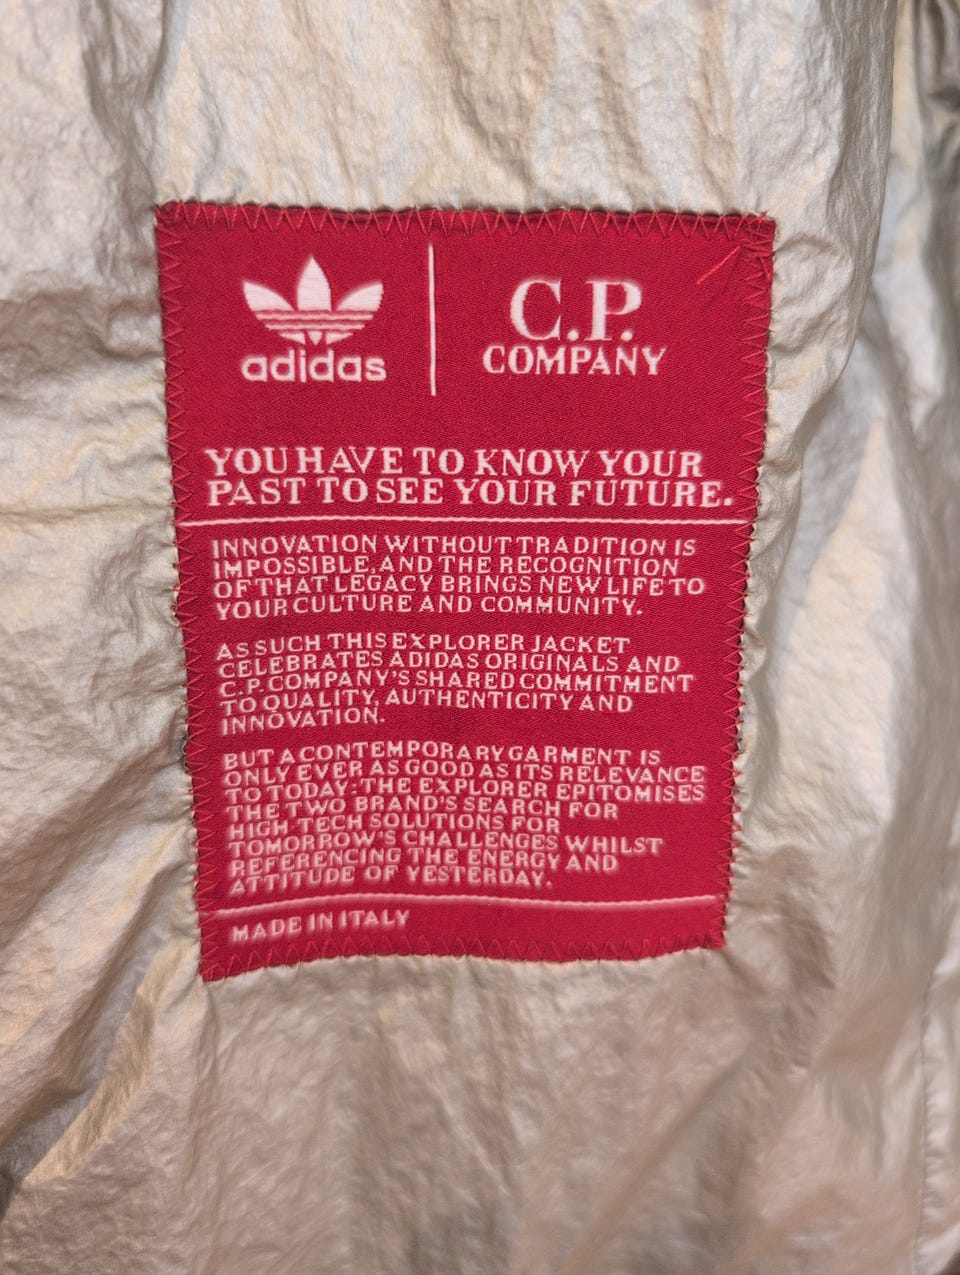 adidas
C.P.
COMPANY
YOU HAVE TO KNOW YOUR
PAST TO SEE YOUR FUTURE.
INNOVATION WITHOUT TRADITION IS
IMPOSSIBLE, AND THE RECOGNITION
OF THAT LEGACY BRINGS NEW LIFE TO
YOUR CULTURE AND COMMUNITY.
AS SUCH THIS EXPLORER JACKET
CELEBRATES ADIDAS ORIGINALS AND
C.P. COMPANY'S SHARED COMMITMENT
TO QUALITY, AUTHENTICITY AND
INNOVATION.
BUT A CONTEMPORARY GARMENT IS
ONLY EVER AS GOOD AS ITS RELEVANCE
TO TODAY: THE EXPLORER EPITOMISES
THE TWO BRAND'S SEARCH FOR
HIGH TECH SOLUTIONS FOR
TOMORROW'S CHALLENGES WHILST
REFERENCING THE ENERGY AND
ATTITUDE OF YESTERDAY.
MADE IN ITALY